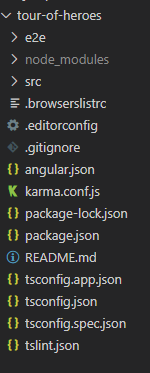 tour-of-heroes
e2e
node_modules
src
.browserslistrc
.editorconfig
.gitignore
angular.json
karma.conf.js
package-lock.json
package.json
README.md
tsconfig.app.json
tsconfig.json
tsconfig.spec.json
tslint.json